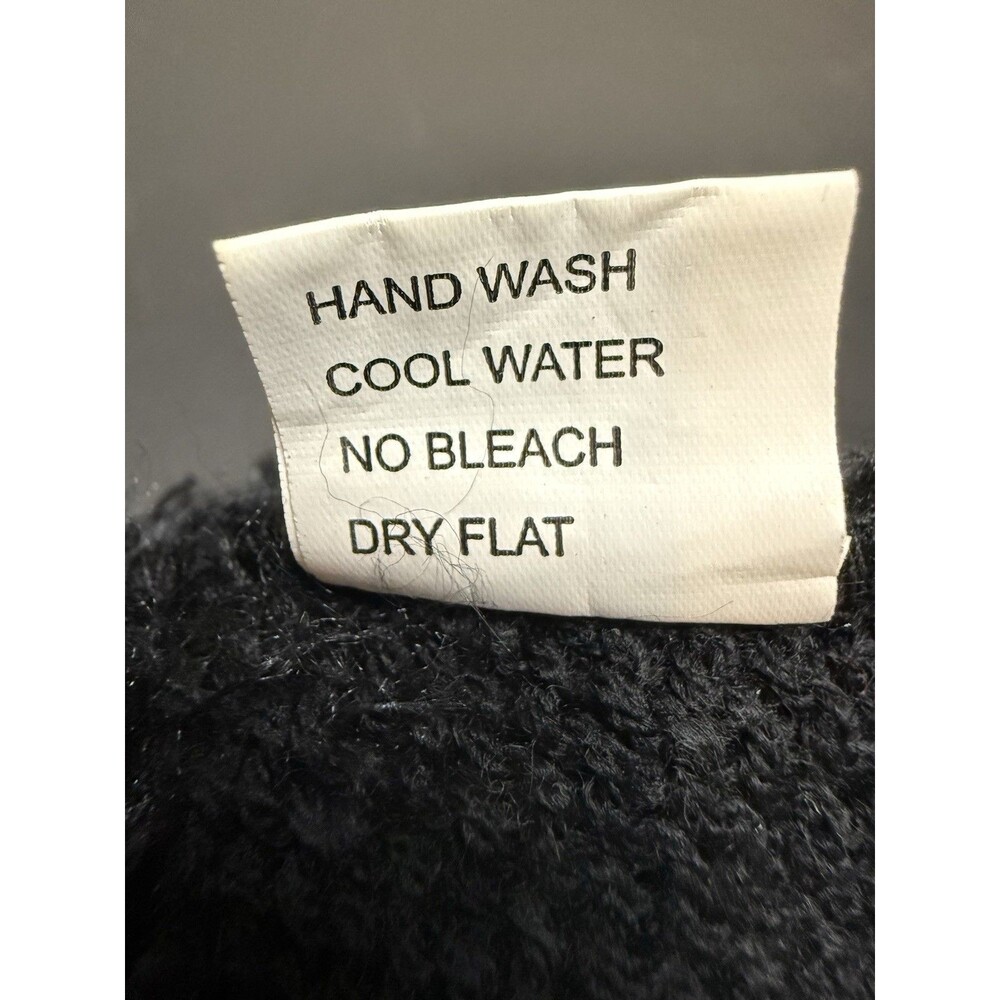 HAND WASH
COOL WATER
NO BLEACH
DRY FLAT